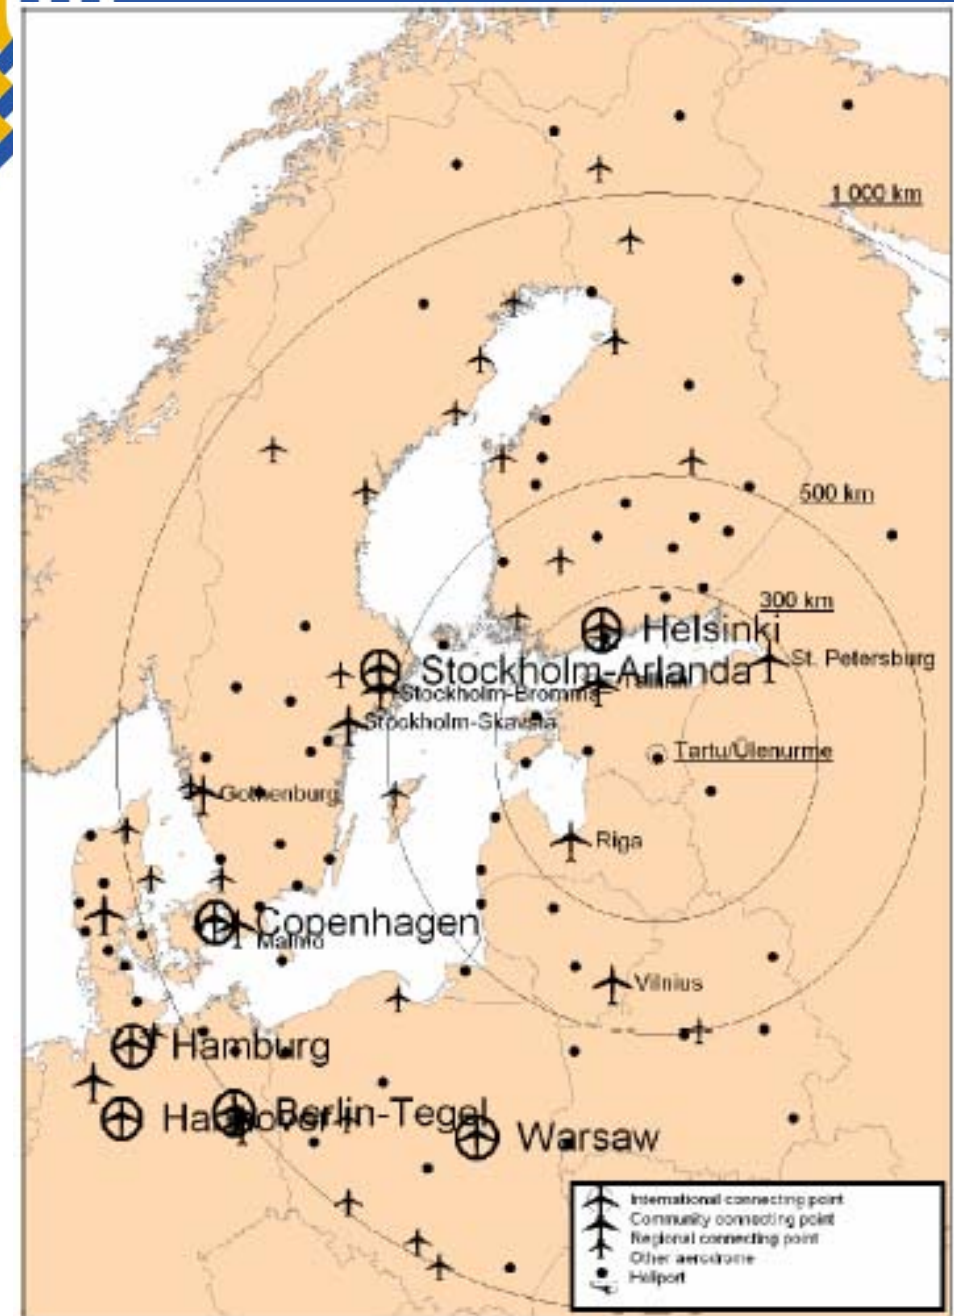 1 000 km
500 km
300 km
Helsinki
St. Petersburg
Stockholm-Arlanda
Tallinn
Stockholm-Bromma
Stockholm-Skavsta
Tartu/Ülenurme
Gothenburg
Riga
Copenhagen
Malmö
Vilnius
Hamburg
Hannover
Berlin-Tegel
Warsaw
International connecting point
Community connecting point
Regional connecting point
Other aerodrome
Heliport